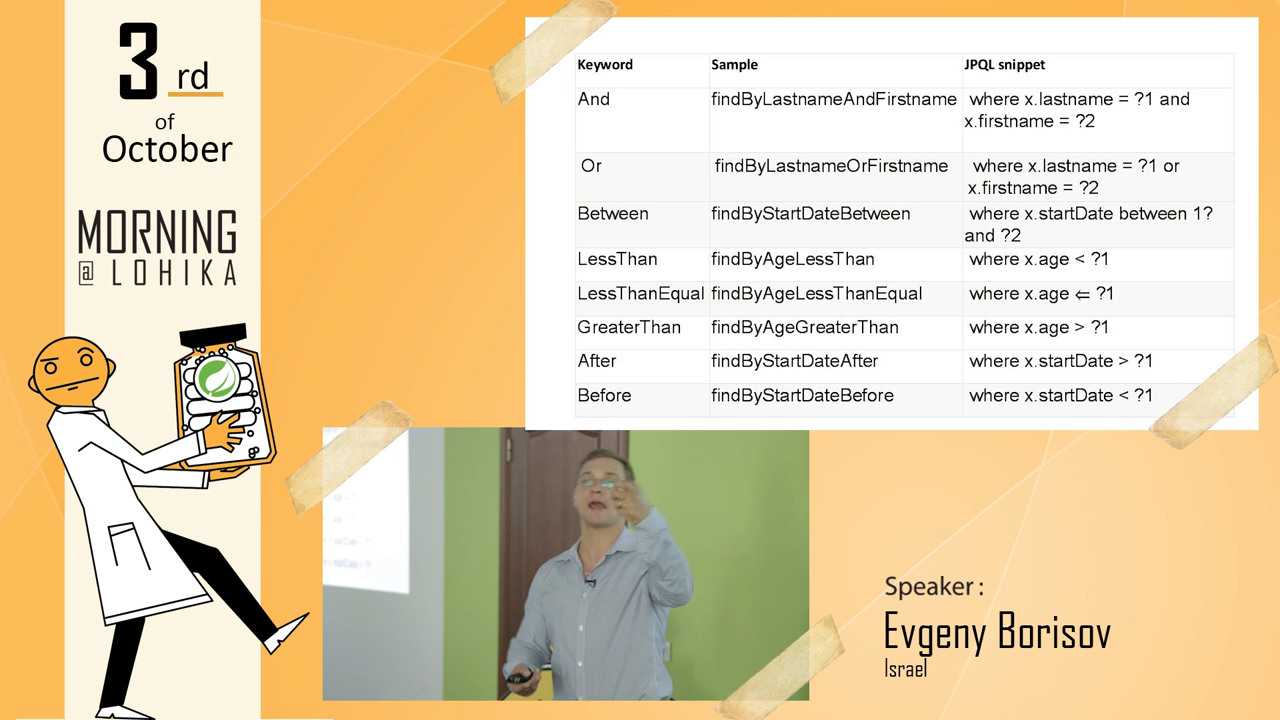 3 rd
of
October
MORNING
@ LOHIKA
Keyword Sample JPQL snippet
And findByLastnameAndFirstname where x.lastname = ?1 and
x.firstname = ?2
Or findByLastnameOrFirstname where x.lastname = ?1 or
x.firstname = ?2
Between findByStartDateBetween where x.startDate between 1?
and ?2
LessThan findByAgeLessThan where x.age < ?1
LessThanEqual findByAgeLessThanEqual where x.age ⇐ ?1
GreaterThan findByAgeGreaterThan where x.age > ?1
After findByStartDateAfter where x.startDate > ?1
Before findByStartDateBefore where x.startDate < ?1
Speaker :
Evgeny Borisov
Israel